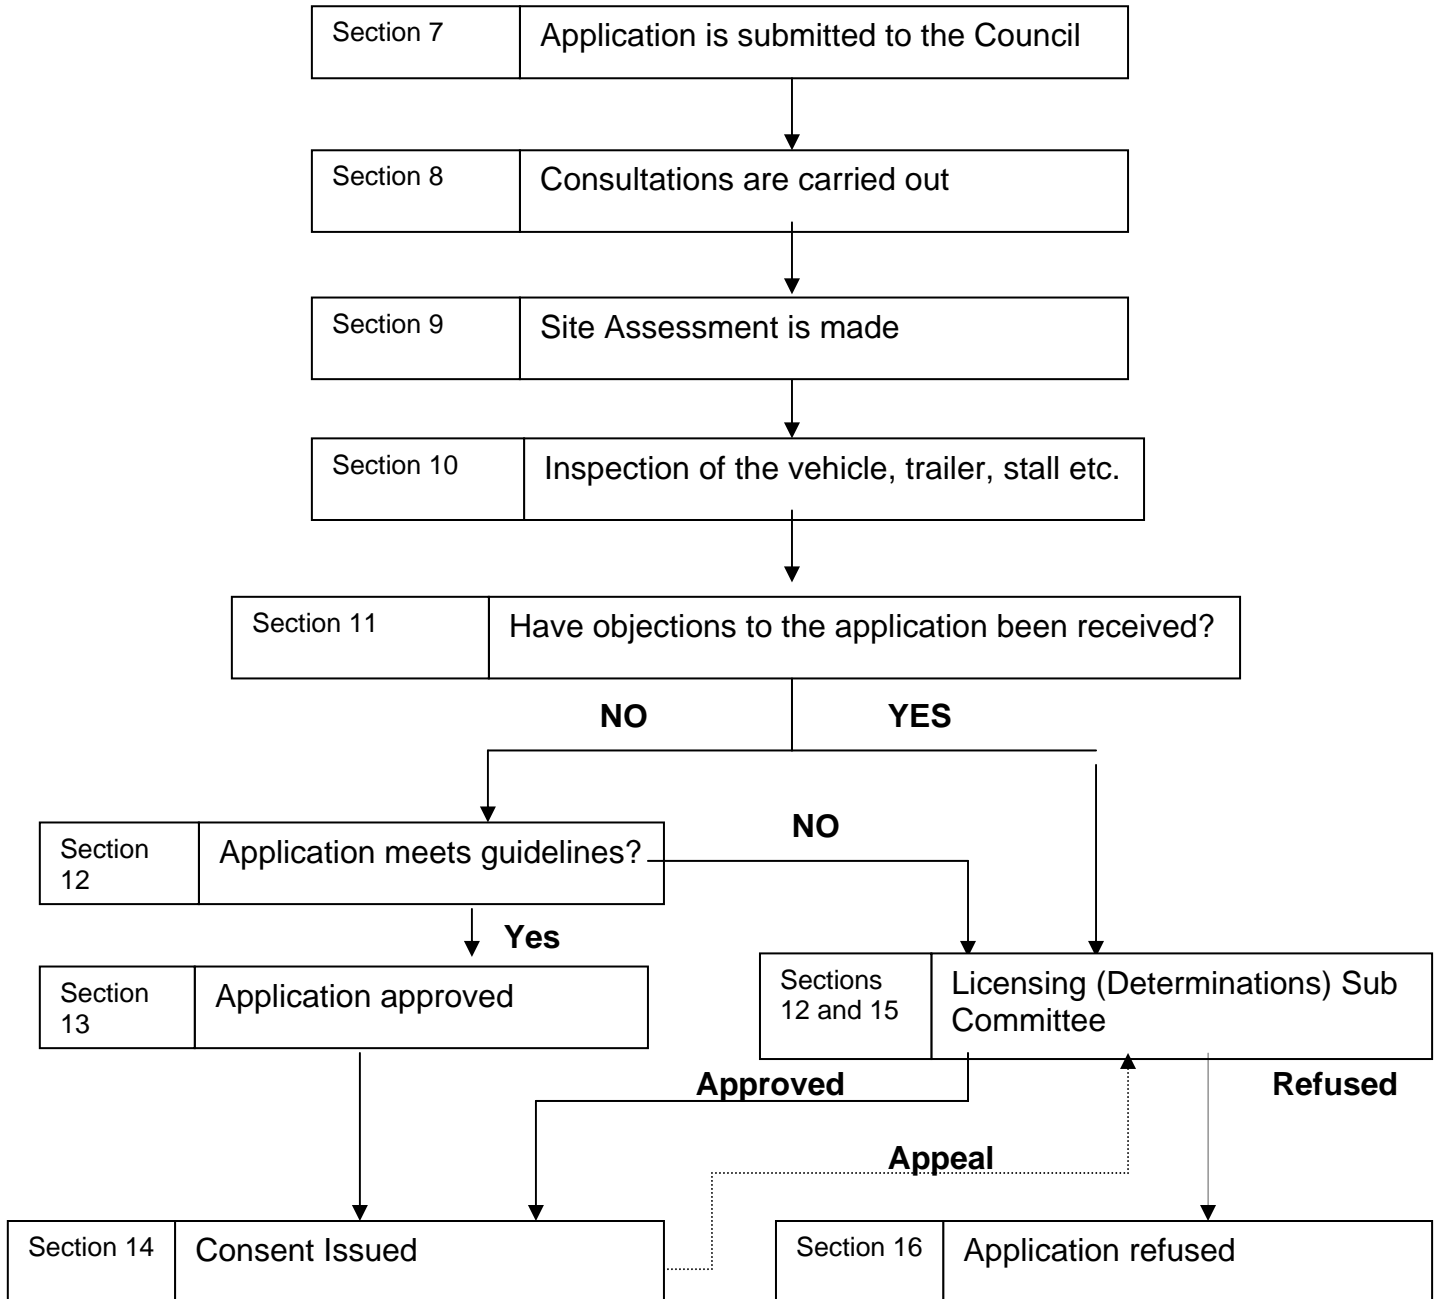 Section 7 Application is submitted to the Council
Section 8 Consultations are carried out
Section 9 Site Assessment is made
Section 10 Inspection of the vehicle, trailer, stall etc.
Section 11 Have objections to the application been received?
NO YES
Section
12
Application meets guidelines?
NO
Yes
Section
13
Application approved
Sections
12 and 15
Licensing (Determinations) Sub
Committee
Approved Refused
Appeal
Section 14 Consent Issued
Section 16 Application refused